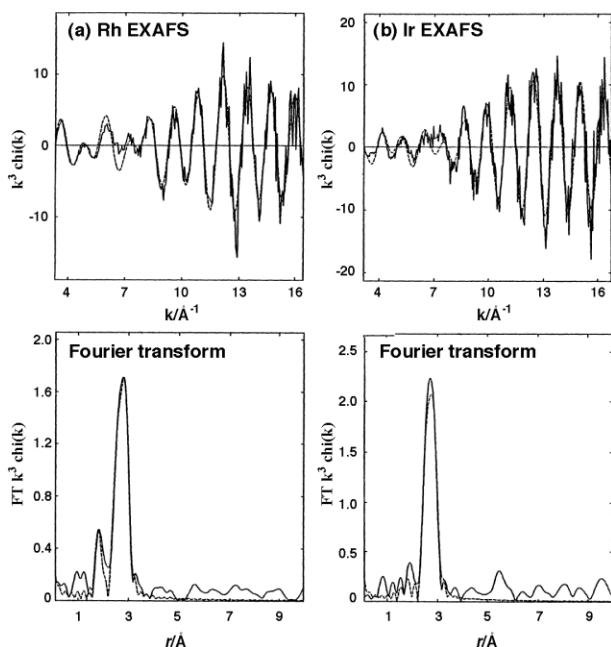 (a) Rh EXAFS
k³ chi(k)
10
0
-10
4 7 10 13 16
k/Å⁻¹
(b) Ir EXAFS
k³ chi(k)
20
10
0
-10
-20
4 7 10 13 16
k/Å⁻¹
Fourier transform
FT k³ chi(k)
2.0
1.6
1.2
0.8
0.4
0.0
1 3 5 7 9
r/Å
Fourier transform
FT k³ chi(k)
2.5
2.0
1.5
1.0
0.5
0.0
1 3 5 7 9
r/Å